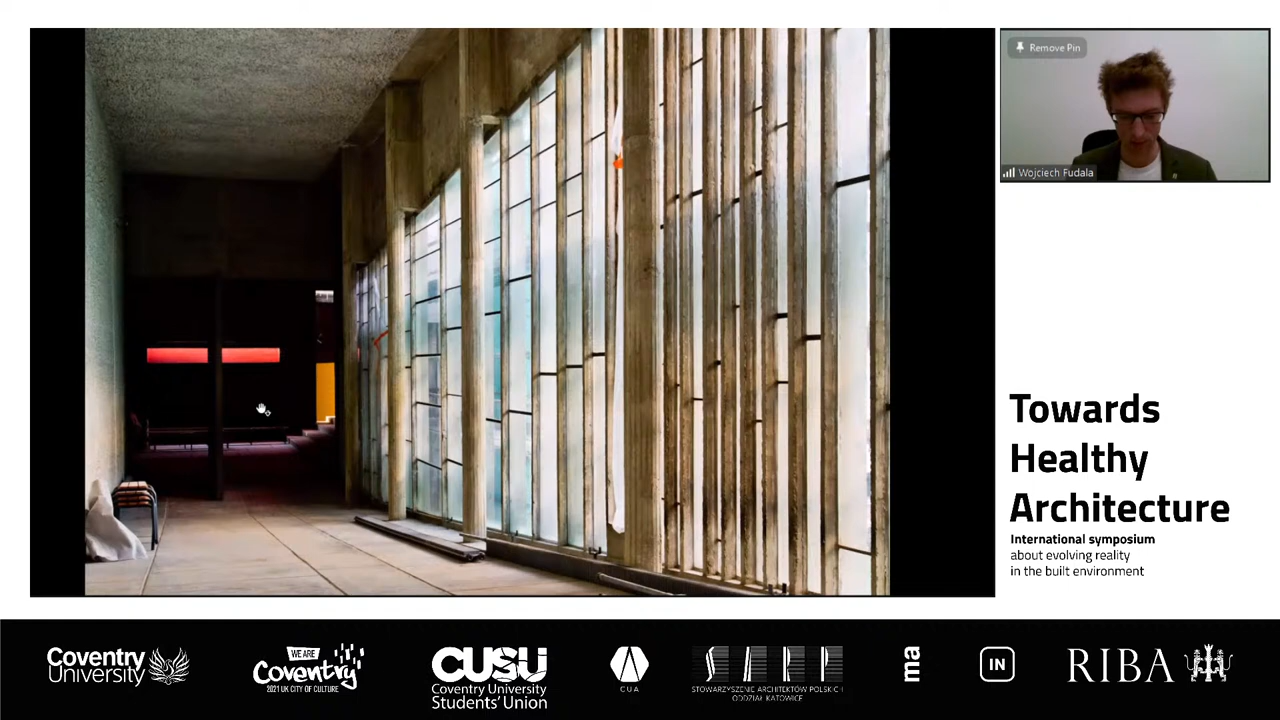 Remove Pin
Wojciech Fudala
Towards
Healthy
Architecture
International symposium
about evolving reality
in the built environment
Coventry
University
WE ARE
Coventry
2021 UK CITY OF CULTURE
CUSU
Coventry University
Students' Union
CUA
SARP
STOWARZYSZENIE ARCHITEKTÓW POLSKICH
ODDZIAŁ KATOWICE
ma
IN
RIBA